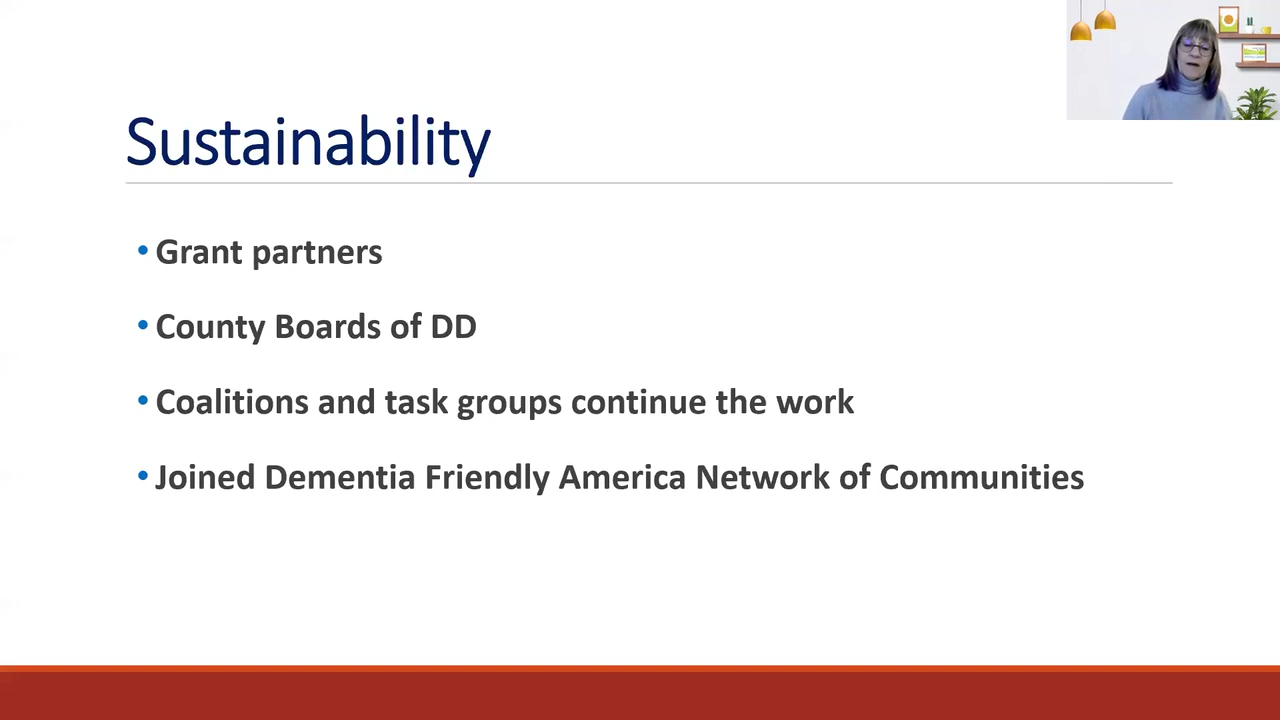 Sustainability
• Grant partners
• County Boards of DD
• Coalitions and task groups continue the work
• Joined Dementia Friendly America Network of Communities